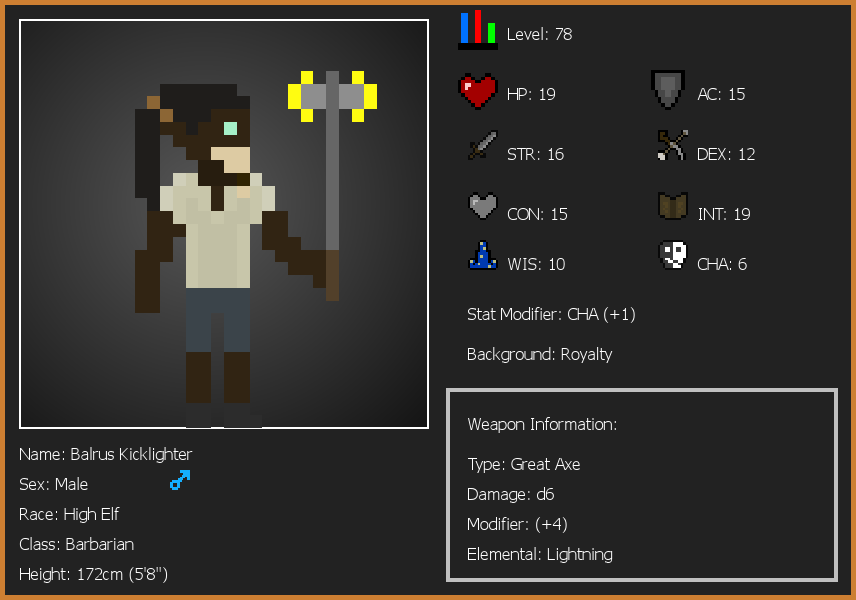 Level: 78
HP: 19
AC: 15
STR: 16
DEX: 12
CON: 15
INT: 19
WIS: 10
CHA: 6
Stat Modifier: CHA (+1)
Background: Royalty
Weapon Information:
Type: Great Axe
Damage: d6
Modifier: (+4)
Elemental: Lightning
Name: Balrus Kicklighter
Sex: Male
Race: High Elf
Class: Barbarian
Height: 172cm (5'8")